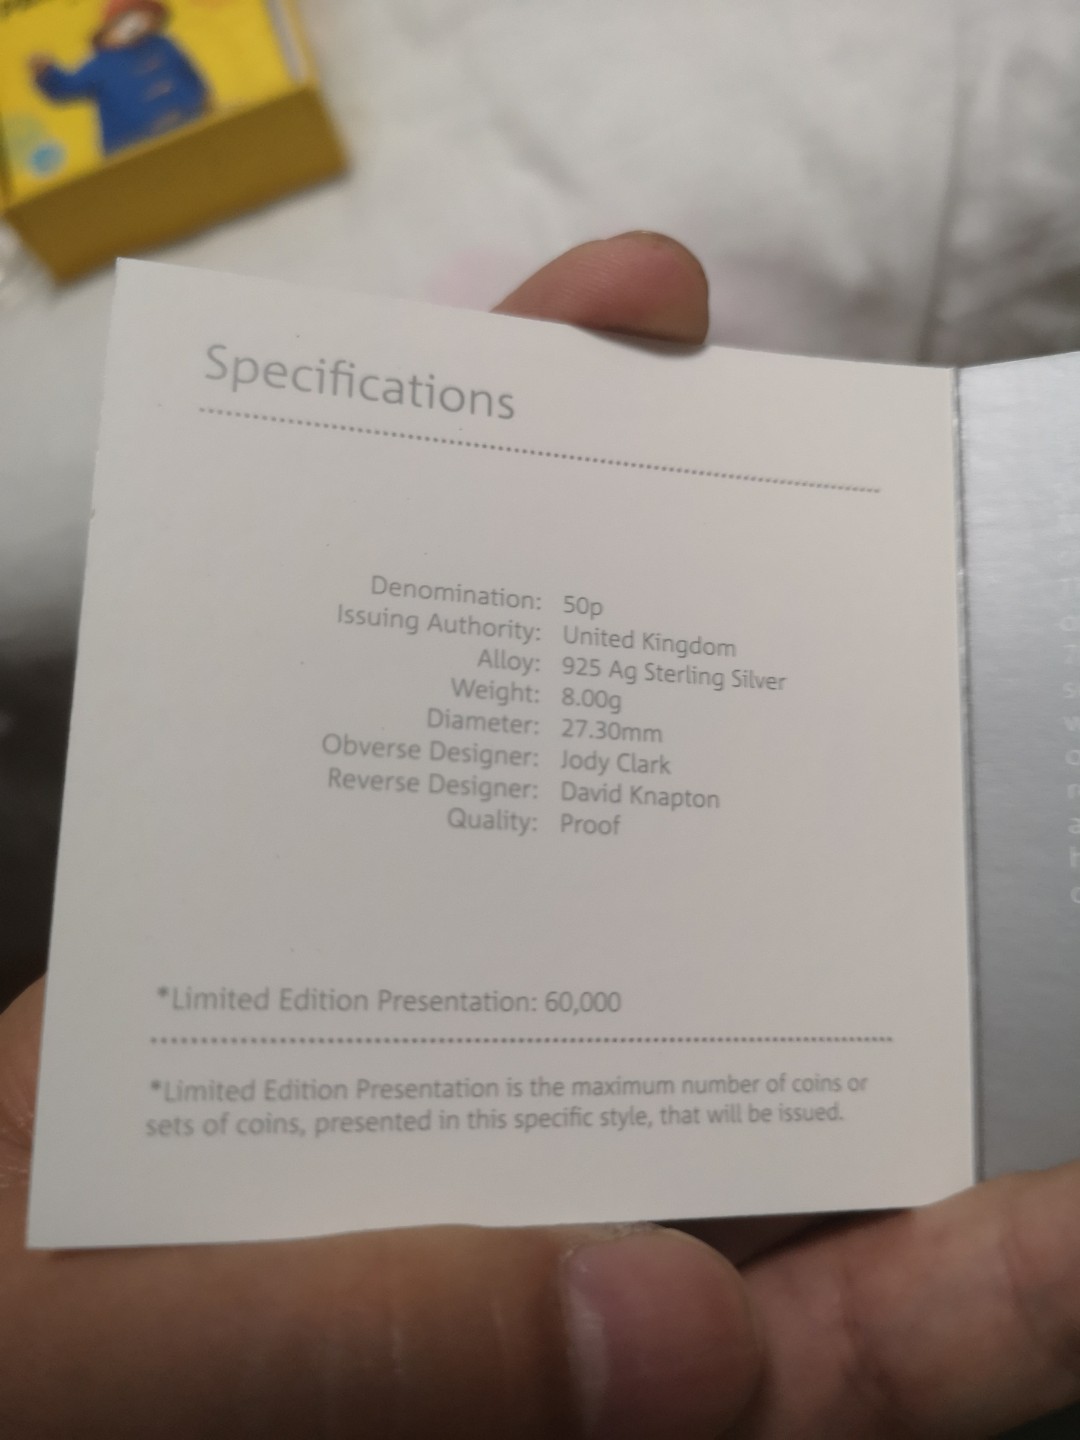 Specifications
Denomination: 50p
Issuing Authority: United Kingdom
Alloy: 925 Ag Sterling Silver
Weight: 8.00g
Diameter: 27.30mm
Obverse Designer: Jody Clark
Reverse Designer: David Knapton
Quality: Proof
*Limited Edition Presentation: 60,000
*Limited Edition Presentation is the maximum number of coins or
sets of coins, presented in this specific style, that will be issued.